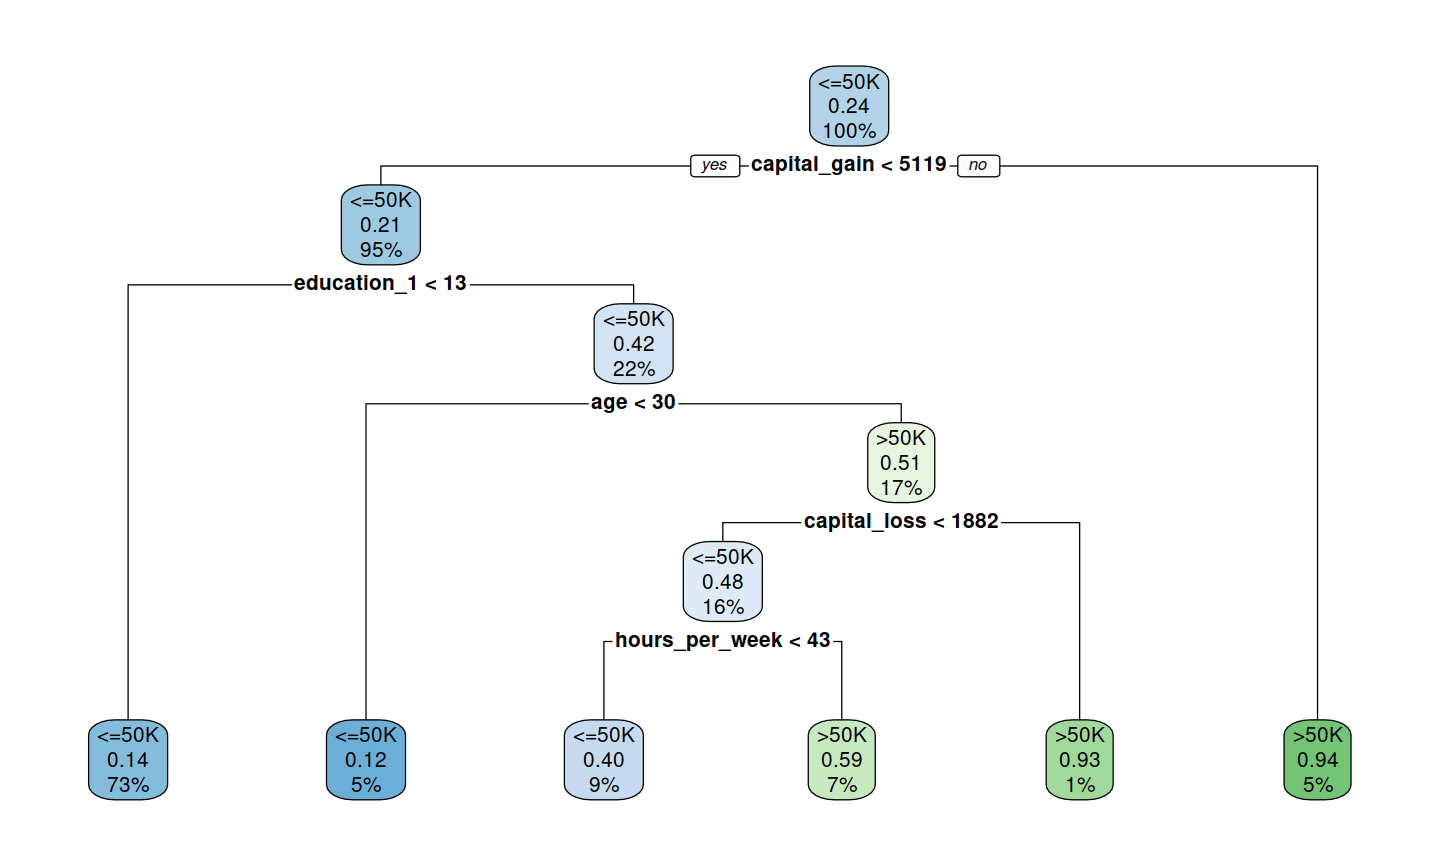 <=50K
0.24
100%
yes capital_gain < 5119 no
<=50K
0.21
95%
education_1 < 13
<=50K
0.42
22%
age < 30
>50K
0.51
17%
capital_loss < 1882
<=50K
0.48
16%
hours_per_week < 43
<=50K
0.14
73%
<=50K
0.12
5%
<=50K
0.40
9%
>50K
0.59
7%
>50K
0.93
1%
>50K
0.94
5%